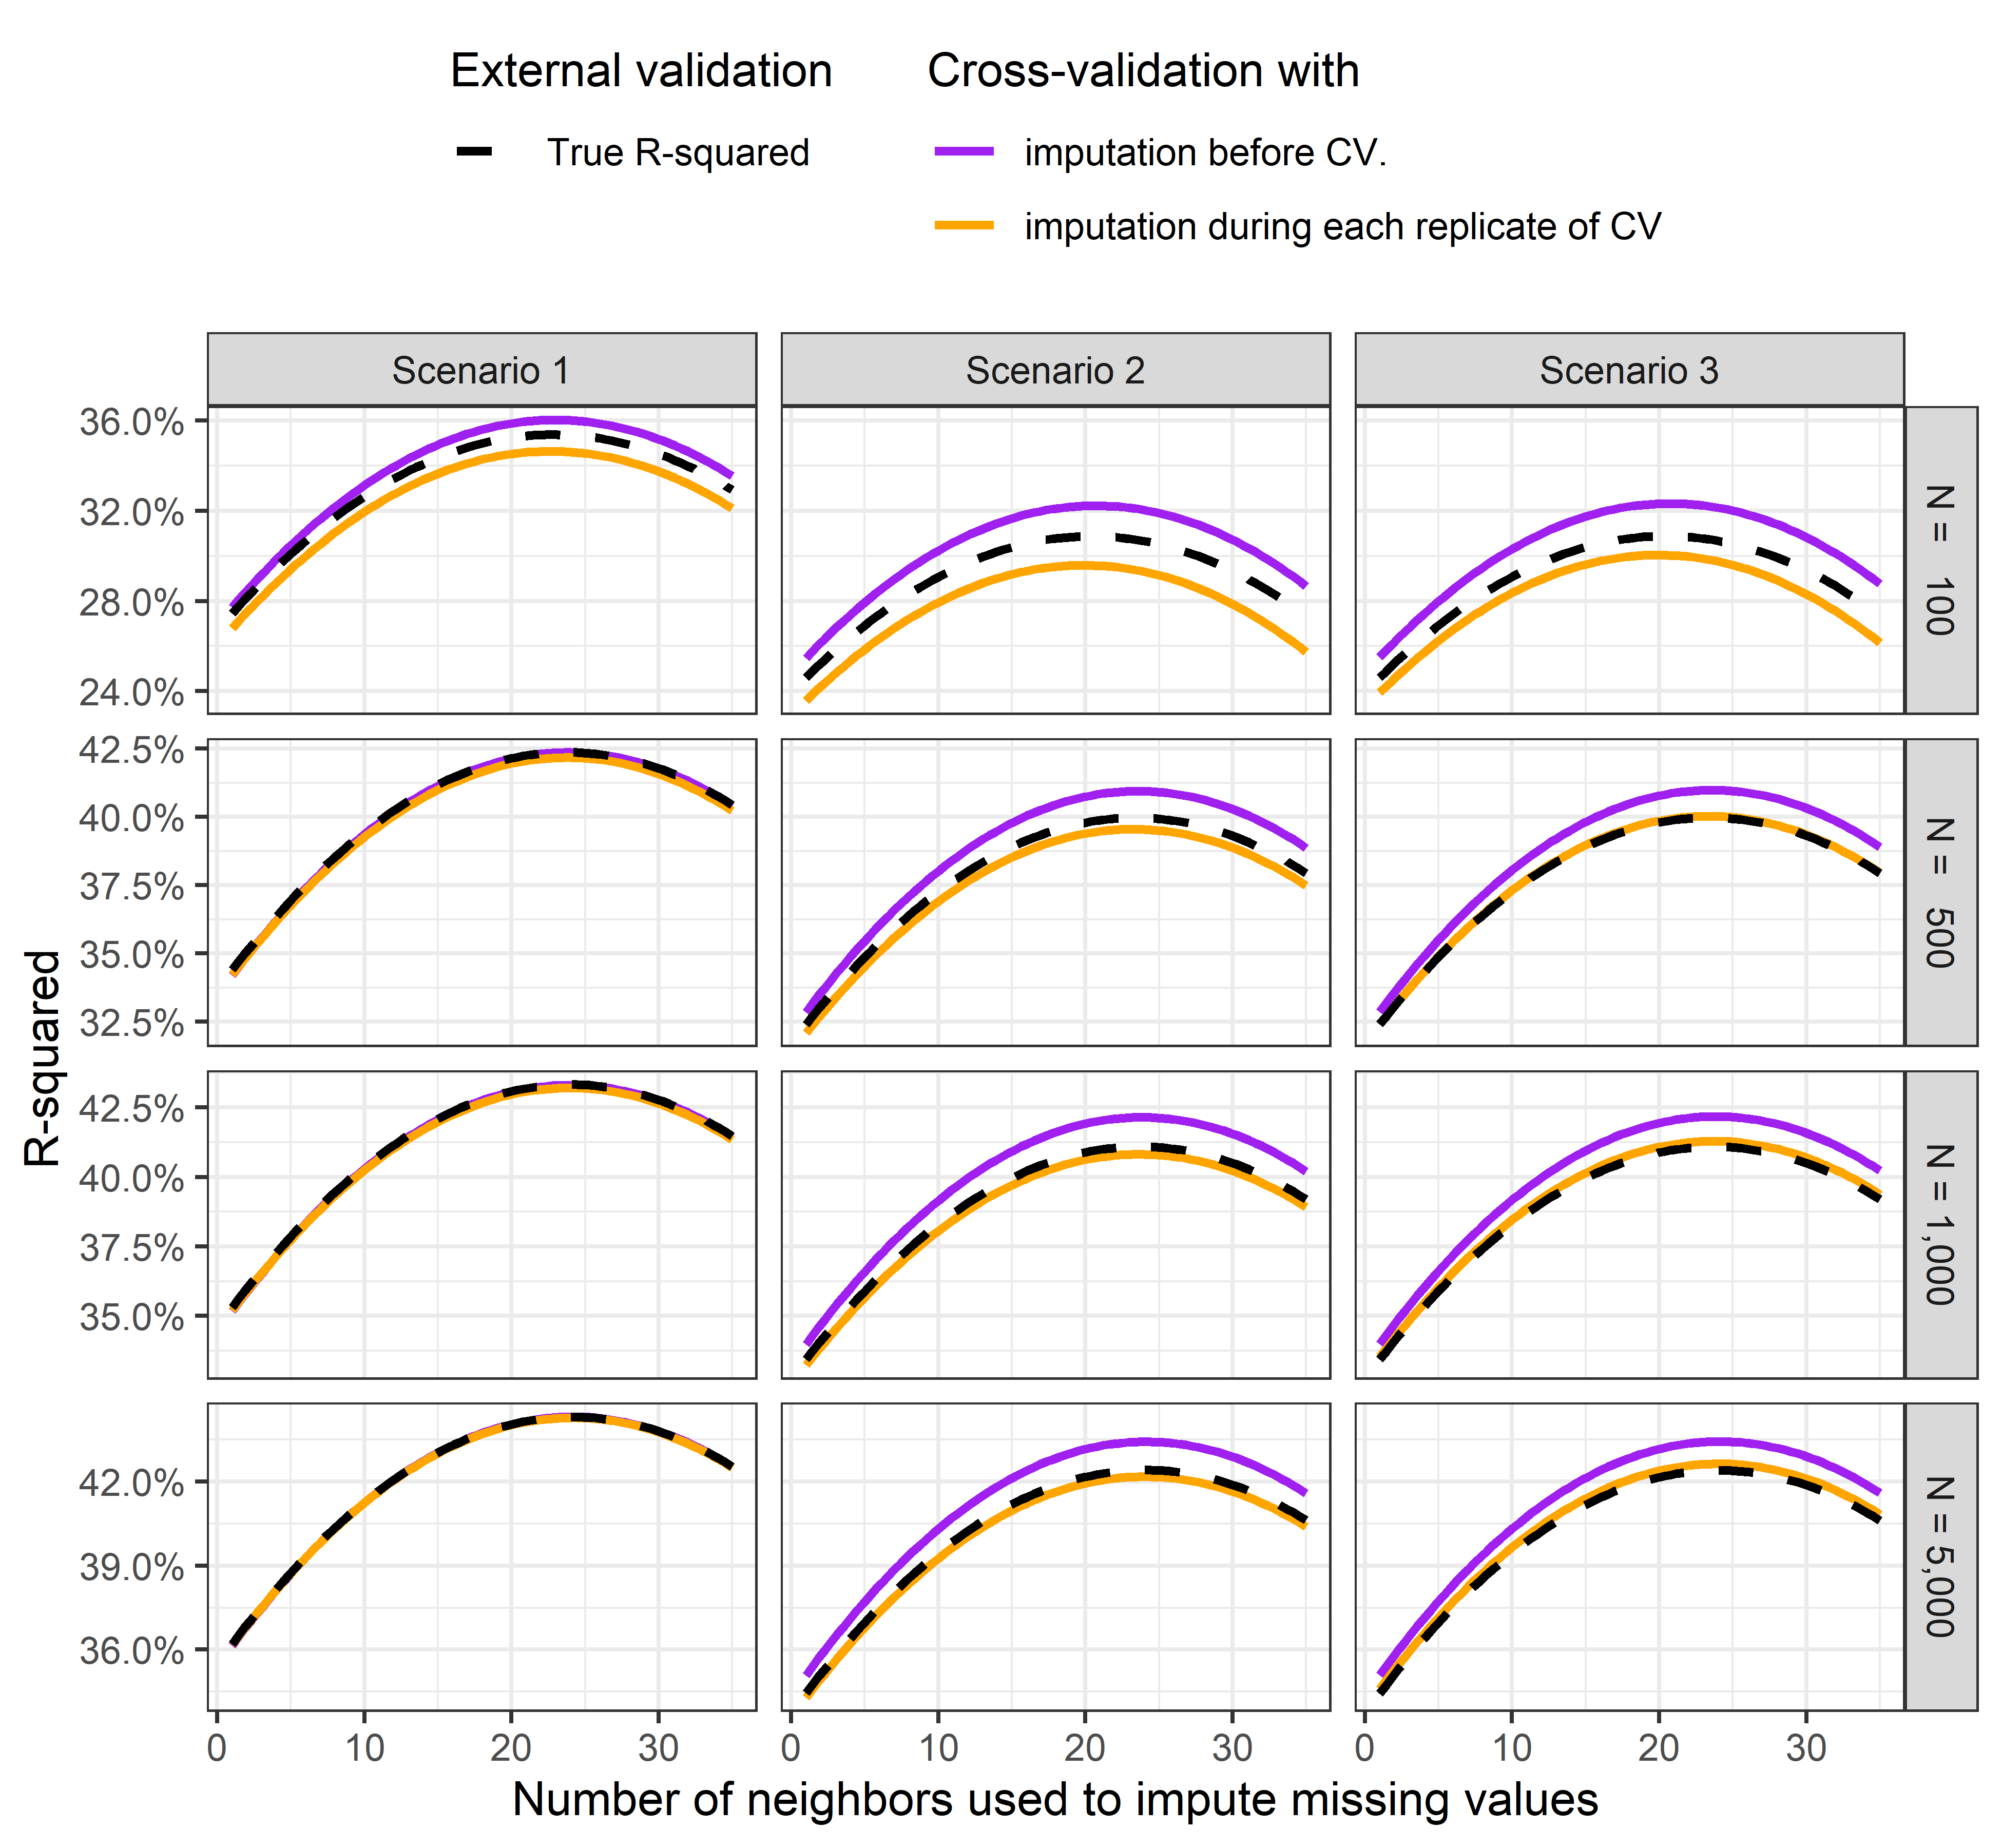 External validation
Cross-validation with
True R-squared
imputation before CV.
imputation during each replicate of CV
Scenario 1
Scenario 2
Scenario 3
36.0%
32.0%
28.0%
24.0%
N = 100
42.5%
40.0%
37.5%
35.0%
32.5%
N = 500
R-squared
42.5%
40.0%
37.5%
35.0%
N = 1,000
42.0%
39.0%
36.0%
N = 5,000
0 10 20 30
0 10 20 30
0 10 20 30
Number of neighbors used to impute missing values